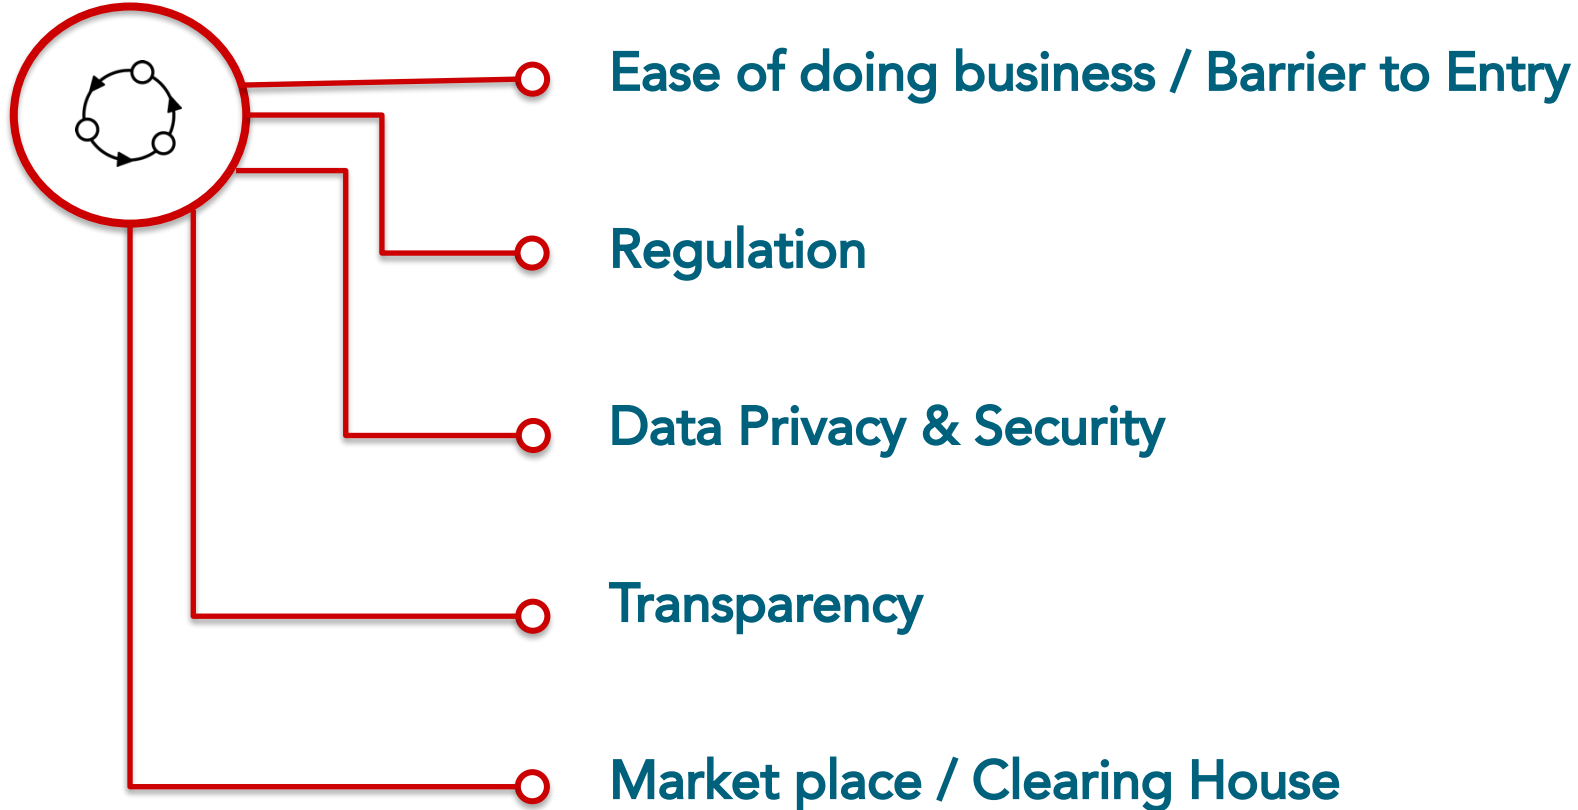 Ease of doing business / Barrier to Entry
Regulation
Data Privacy & Security
Transparency
Market place / Clearing House